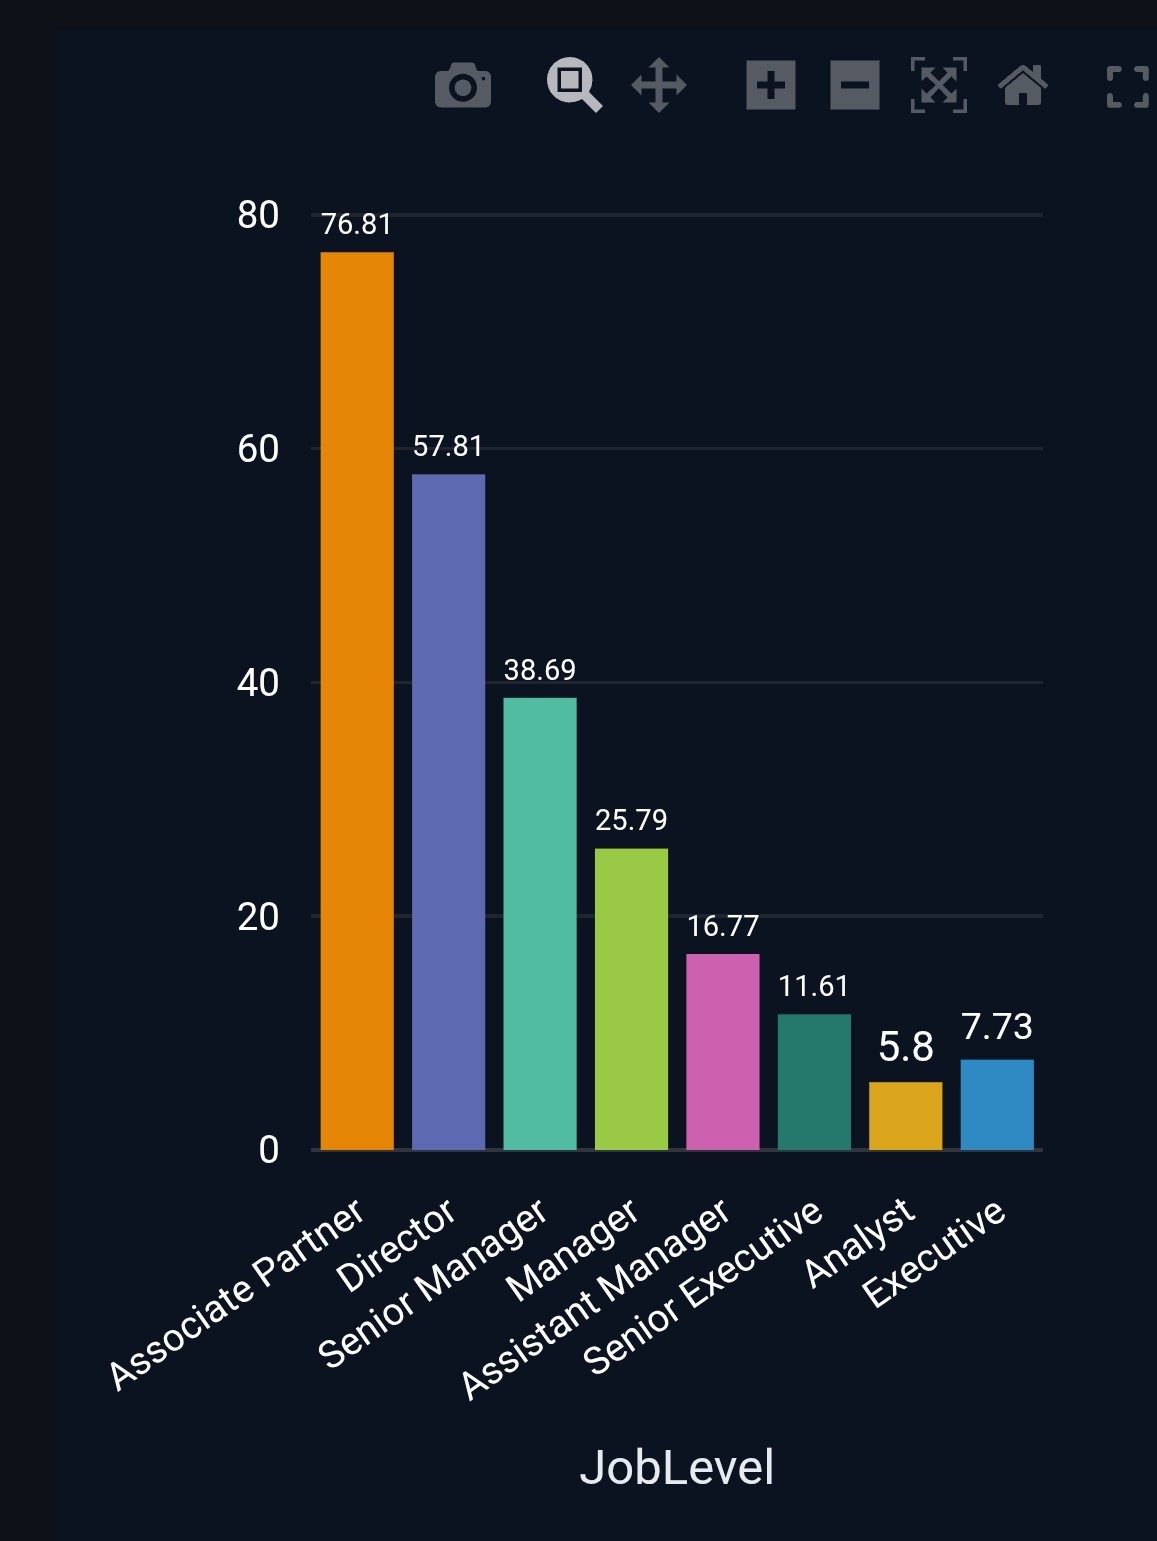 80
76.81
60
57.81
40
38.69
25.79
20
16.77
11.61
5.8
7.73
0
Associate Partner
Director
Senior Manager
Manager
Assistant Manager
Senior Executive
Analyst
Executive
JobLevel